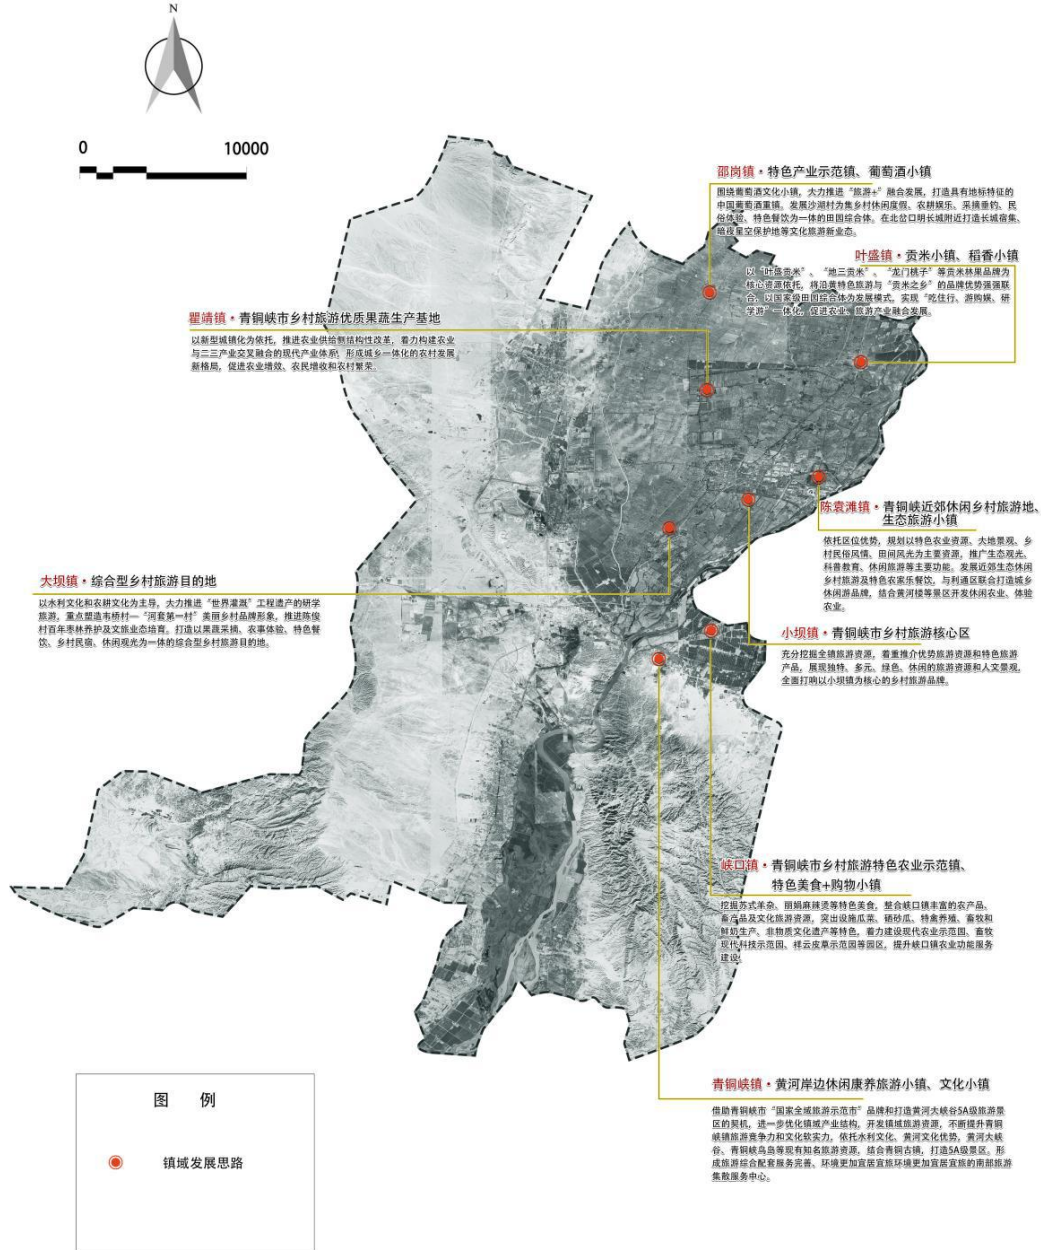 N
0 10000
邵岗镇·特色产业示范镇、葡萄酒小镇
围绕葡萄酒文化小镇，大力推进“旅游+”融合发展，打造具有地标特征的
中国葡萄酒重镇。发展沙湖村为集乡村休闲度假、农耕娱乐、采摘垂钓、民
俗体验、特色餐饮为一体的田园综合体。在北岔口明长城附近打造长城宿集、
暗夜星空保护地等文化旅游新业态。
叶盛镇·贡米小镇、稻香小镇
以“叶盛贡米”、“地三贡米”、“龙门桃子”等贡米林果品牌为
核心资源依托，将沿黄特色旅游与“贡米之乡”的品牌优势强强联
合，以国家级田园综合体为发展模式，实现“吃住行、游购娱、研
学游”一体化，促进农业、旅游产业融合发展。
瞿靖镇·青铜峡市乡村旅游优质果蔬生产基地
以新型城镇化为依托，推进农业供给侧结构性改革，着力构建农业
与二三产业交叉融合的现代产业体系，形成城乡一体化的农村发展
新格局，促进农业增效、农民增收和农村繁荣。
陈袁滩镇·青铜峡近郊休闲乡村旅游地、
生态旅游小镇
依托区位优势，规划以特色农业资源、大地景观、乡
村民俗风情、田间风光为主要资源，推广生态观光、
科普教育、休闲旅游等主要功能。发展近郊生态休闲
乡村旅游及特色农家乐餐饮，与利通区联合打造城乡
休闲游品牌，结合黄河楼等景区开发休闲农业、体验
农业。
大坝镇·综合型乡村旅游目的地
以水利文化和农耕文化为主导，大力推进“世界灌溉”工程遗产的研学
旅游，重点塑造韦桥村—“河套第一村”美丽乡村品牌形象，推进陈俊
村百年枣林养护及文旅业态培育。打造以果蔬采摘、农事体验、特色餐
饮、乡村民宿、休闲观光为一体的综合型乡村旅游目的地。
小坝镇·青铜峡市乡村旅游核心区
充分挖掘全镇旅游资源，着重推介优势旅游资源和特色旅游
产品，展现独特、多元、绿色、休闲的旅游资源和人文景观，
全面打响以小坝镇为核心的乡村旅游品牌。
峡口镇·青铜峡市乡村旅游特色农业示范镇、
特色美食+购物小镇
挖掘苏式羊杂、丽娟麻辣烫等特色美食，整合峡口镇丰富的农产品、
畜产品及文化旅游资源，突出设施瓜菜、硒砂瓜、特禽养殖、畜牧和
鲜奶生产、非物质文化遗产等特色，着力建设现代农业示范园、畜牧
现代科技示范园、祥云皮草示范园等园区，提升峡口镇农业功能服务
建设。
青铜峡镇·黄河岸边休闲康养旅游小镇、文化小镇
借助青铜峡市“国家全域旅游示范市”品牌和打造黄河大峡谷5A级旅游景
区的契机，进一步优化镇域产业结构，开发镇域旅游资源，不断提升青铜
峡镇旅游竞争力和文化软实力，依托水利文化、黄河文化优势，黄河大峡
谷、青铜峡鸟岛等现有知名旅游资源，结合青铜古镇，打造5A级景区。形
成旅游综合配套服务完善、环境更加宜居宜旅环境更加宜居宜旅的南部旅游
集散服务中心。
图 例
镇域发展思路